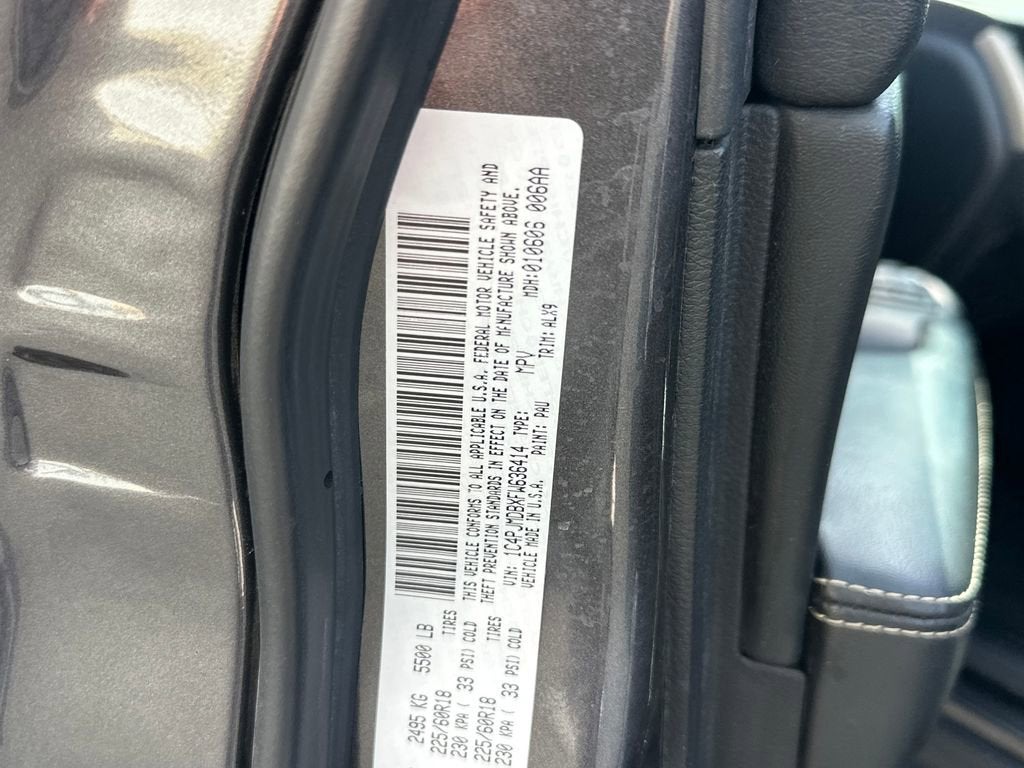 2495 KG 5500 LB
225/60R18 TIRES
230 KPA ( 33 PSI) COLD
225/60R18 TIRES
230 KPA ( 33 PSI) COLD
THIS VEHICLE CONFORMS TO ALL APPLICABLE U.S.A. FEDERAL MOTOR VEHICLE SAFETY AND
THEFT PREVENTION STANDARDS IN EFFECT ON THE DATE OF MANUFACTURE SHOWN ABOVE.
VIN: 1C4PJMDBXFW636414 TYPE: MPV MDH:010606 006AA
VEHICLE MADE IN U.S.A. PAINT: PAU TRIM: ALX9